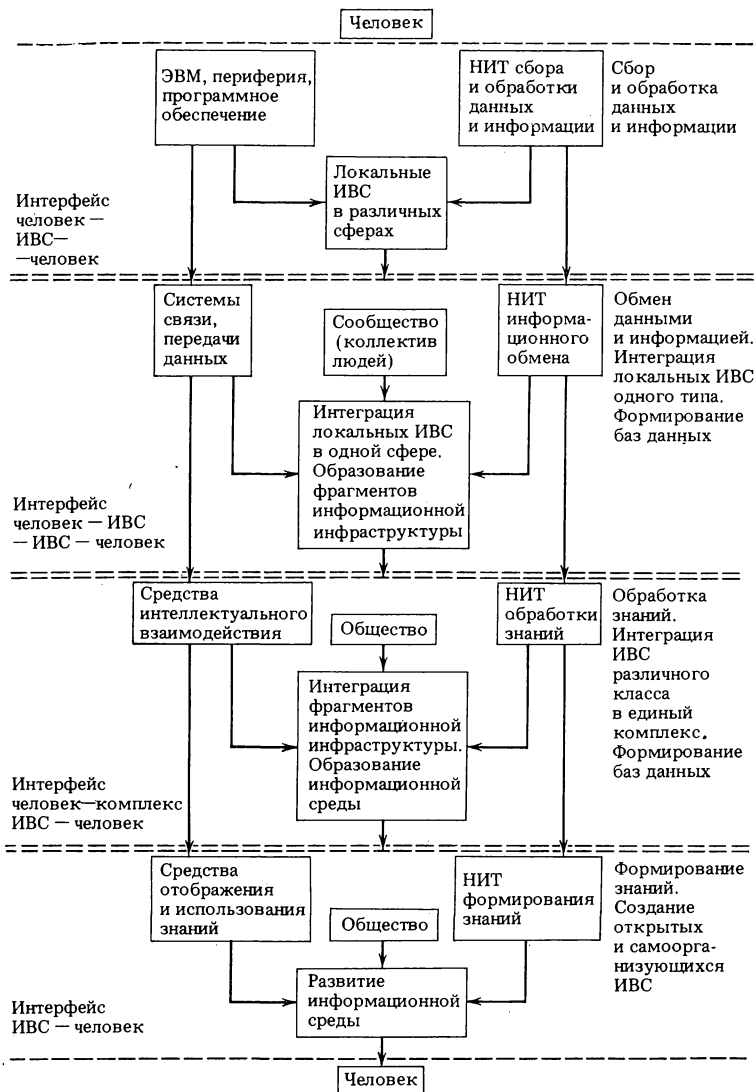 Человек
ЭВМ, периферия,
программное
обеспечение
НИТ сбора
и обработки
данных
и информации
Сбор
и обработка
данных
и информации
Локальные
ИВС
в различных
сферах
Интерфейс
человек —
ИВС—
—человек
Системы
связи,
передачи
данных
Сообщество
(коллектив
людей)
НИТ
информа-
ционного
обмена
Обмен
данными
и информацией.
Интеграция
локальных ИВС
одного типа.
Формирование
баз данных
Интеграция
локальных ИВС
в одной сфере.
Образование
фрагментов
информационной
инфраструктуры
Интерфейс
человек — ИВС
— ИВС — человек
Средства
интеллектуального
взаимодействия
Общество
НИТ
обработки
знаний
Обработка
знаний.
Интеграция
ИВС
различного
класса
в единый
комплекс.
Формирование
баз данных
Интеграция
фрагментов
информационной
инфраструктуры.
Образование
информационной
среды
Интерфейс
человек—комплекс
ИВС — человек
Средства
отображения
и использования
знаний
Общество
НИТ
формирования
знаний
Формирование
знаний.
Создание
открытых
и самоорга-
низующихся
ИВС
Развитие
информационной
среды
Интерфейс
ИВС — человек
Человек